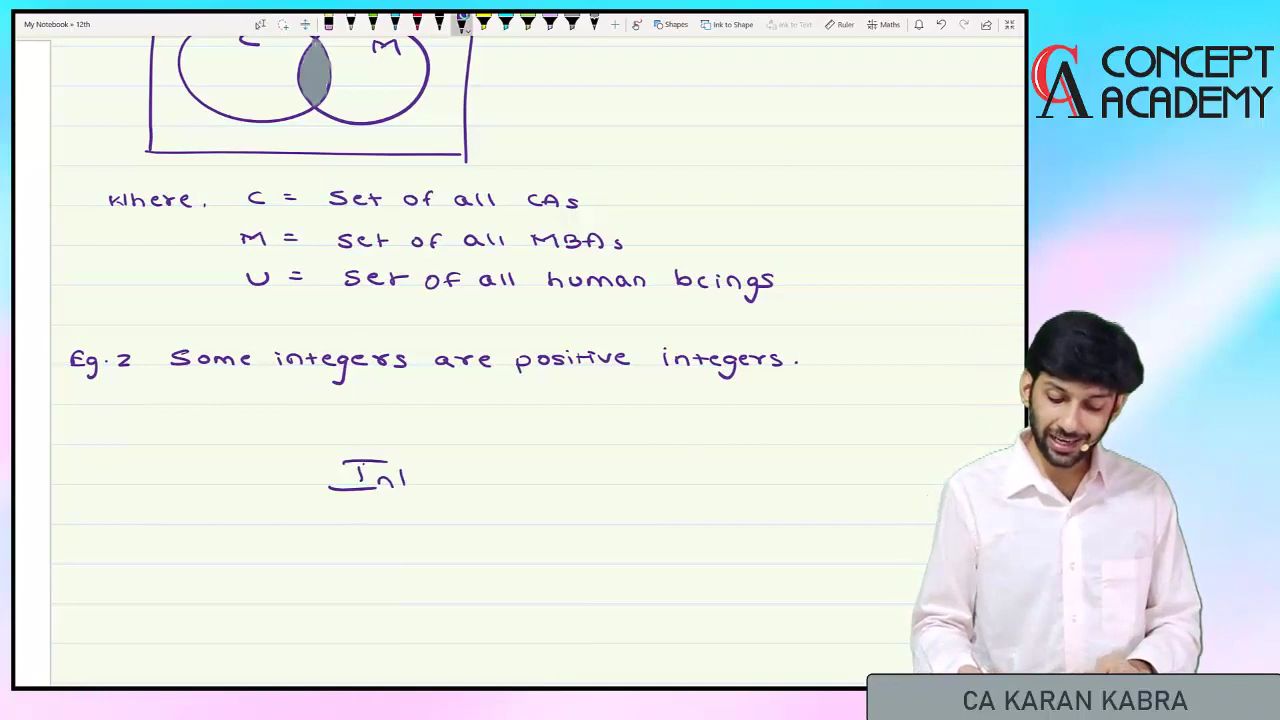 My Notebook » 12th
Shapes
Ink to Shape
Ink to Text
Ruler
Maths
CONCEPT
ACADEMY
C M
Where, C = Set of all CAs
M = set of all MBAs
U = set of all human beings
Eg. 2 Some integers are positive integers.
Int
CA KARAN KABRA